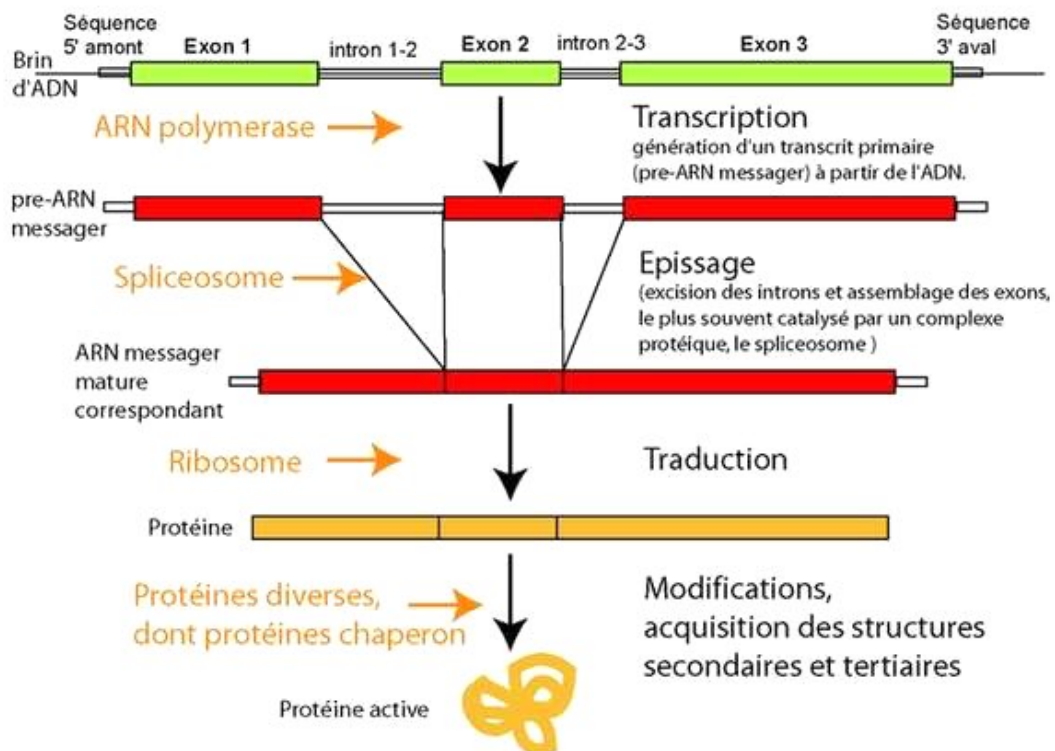 Séquence
5' amont
Exon 1
intron 1-2
Exon 2
intron 2-3
Exon 3
Séquence
3' aval
Brin
d'ADN
ARN polymerase
Transcription
génération d'un transcrit primaire
(pre-ARN messager) à partir de l'ADN.
pre-ARN
messager
Spliceosome
Epissage
(excision des introns et assemblage des exons,
le plus souvent catalysé par un complexe
protéique, le spliceosome )
ARN messager
mature
correspondant
Ribosome
Traduction
Protéine
Protéines diverses,
dont protéines chaperon
Modifications,
acquisition des structures
secondaires et tertiaires
Protéine active